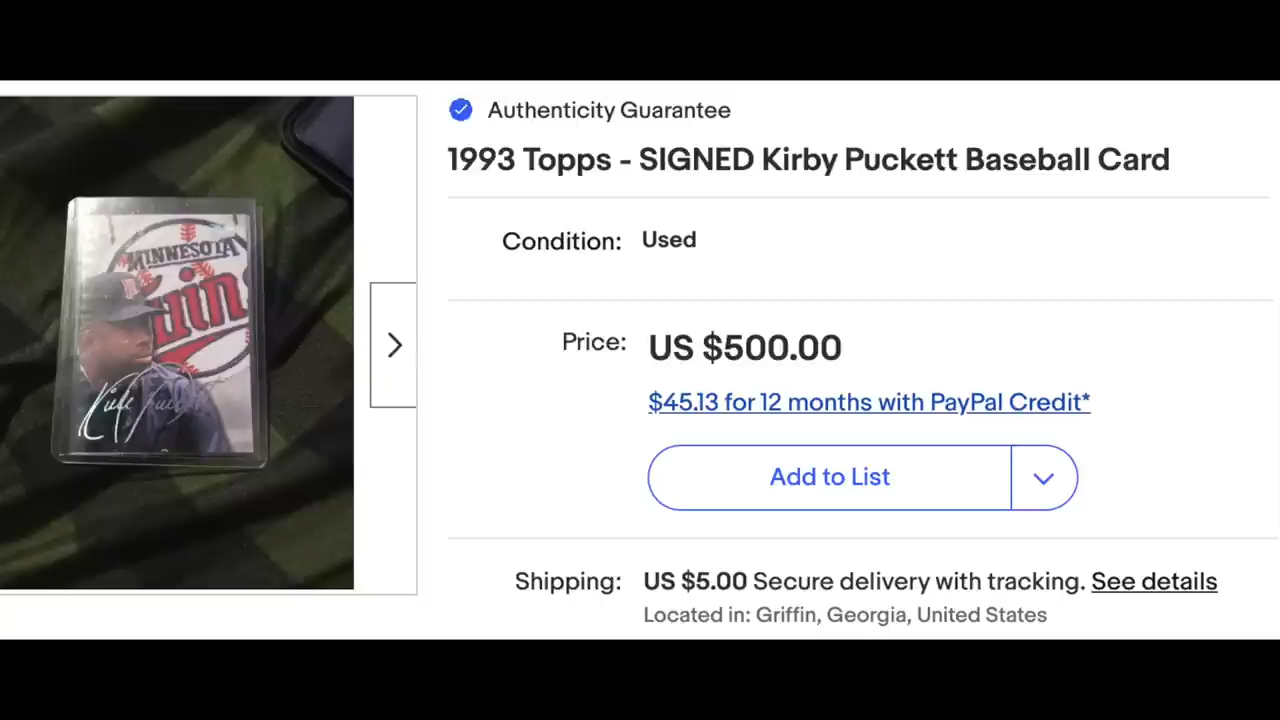 Authenticity Guarantee
1993 Topps - SIGNED Kirby Puckett Baseball Card
Condition: Used
Price: US $500.00
$45.13 for 12 months with PayPal Credit*
Add to List
Shipping: US $5.00 Secure delivery with tracking. See details
Located in: Griffin, Georgia, United States
MINNESOTA